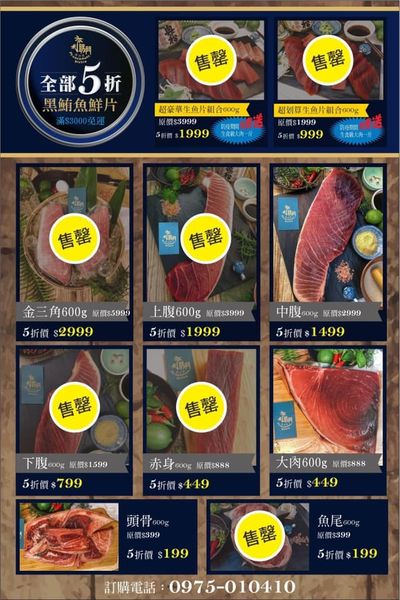 全部5折
黑鮪魚鮮片
滿$3000免運
售罄
超豪華生魚片組合600g
原價$3999
5折價 $1999
售罄
超划算生魚片組合600g
原價$1999
5折價 $999
售罄
金三角600g 原價$5999
5折價 $2999
售罄
上腹600g 原價$3999
5折價 $1999
中腹600g 原價$2999
5折價 $1499
售罄
下腹600g 原價$1599
5折價 $799
售罄
赤身600g 原價$888
5折價 $449
大肉600g 原價$888
5折價 $449
頭骨600g
原價$399
5折價 $199
售罄
魚尾600g
原價$399
5折價 $199
訂購電話：0975-010410